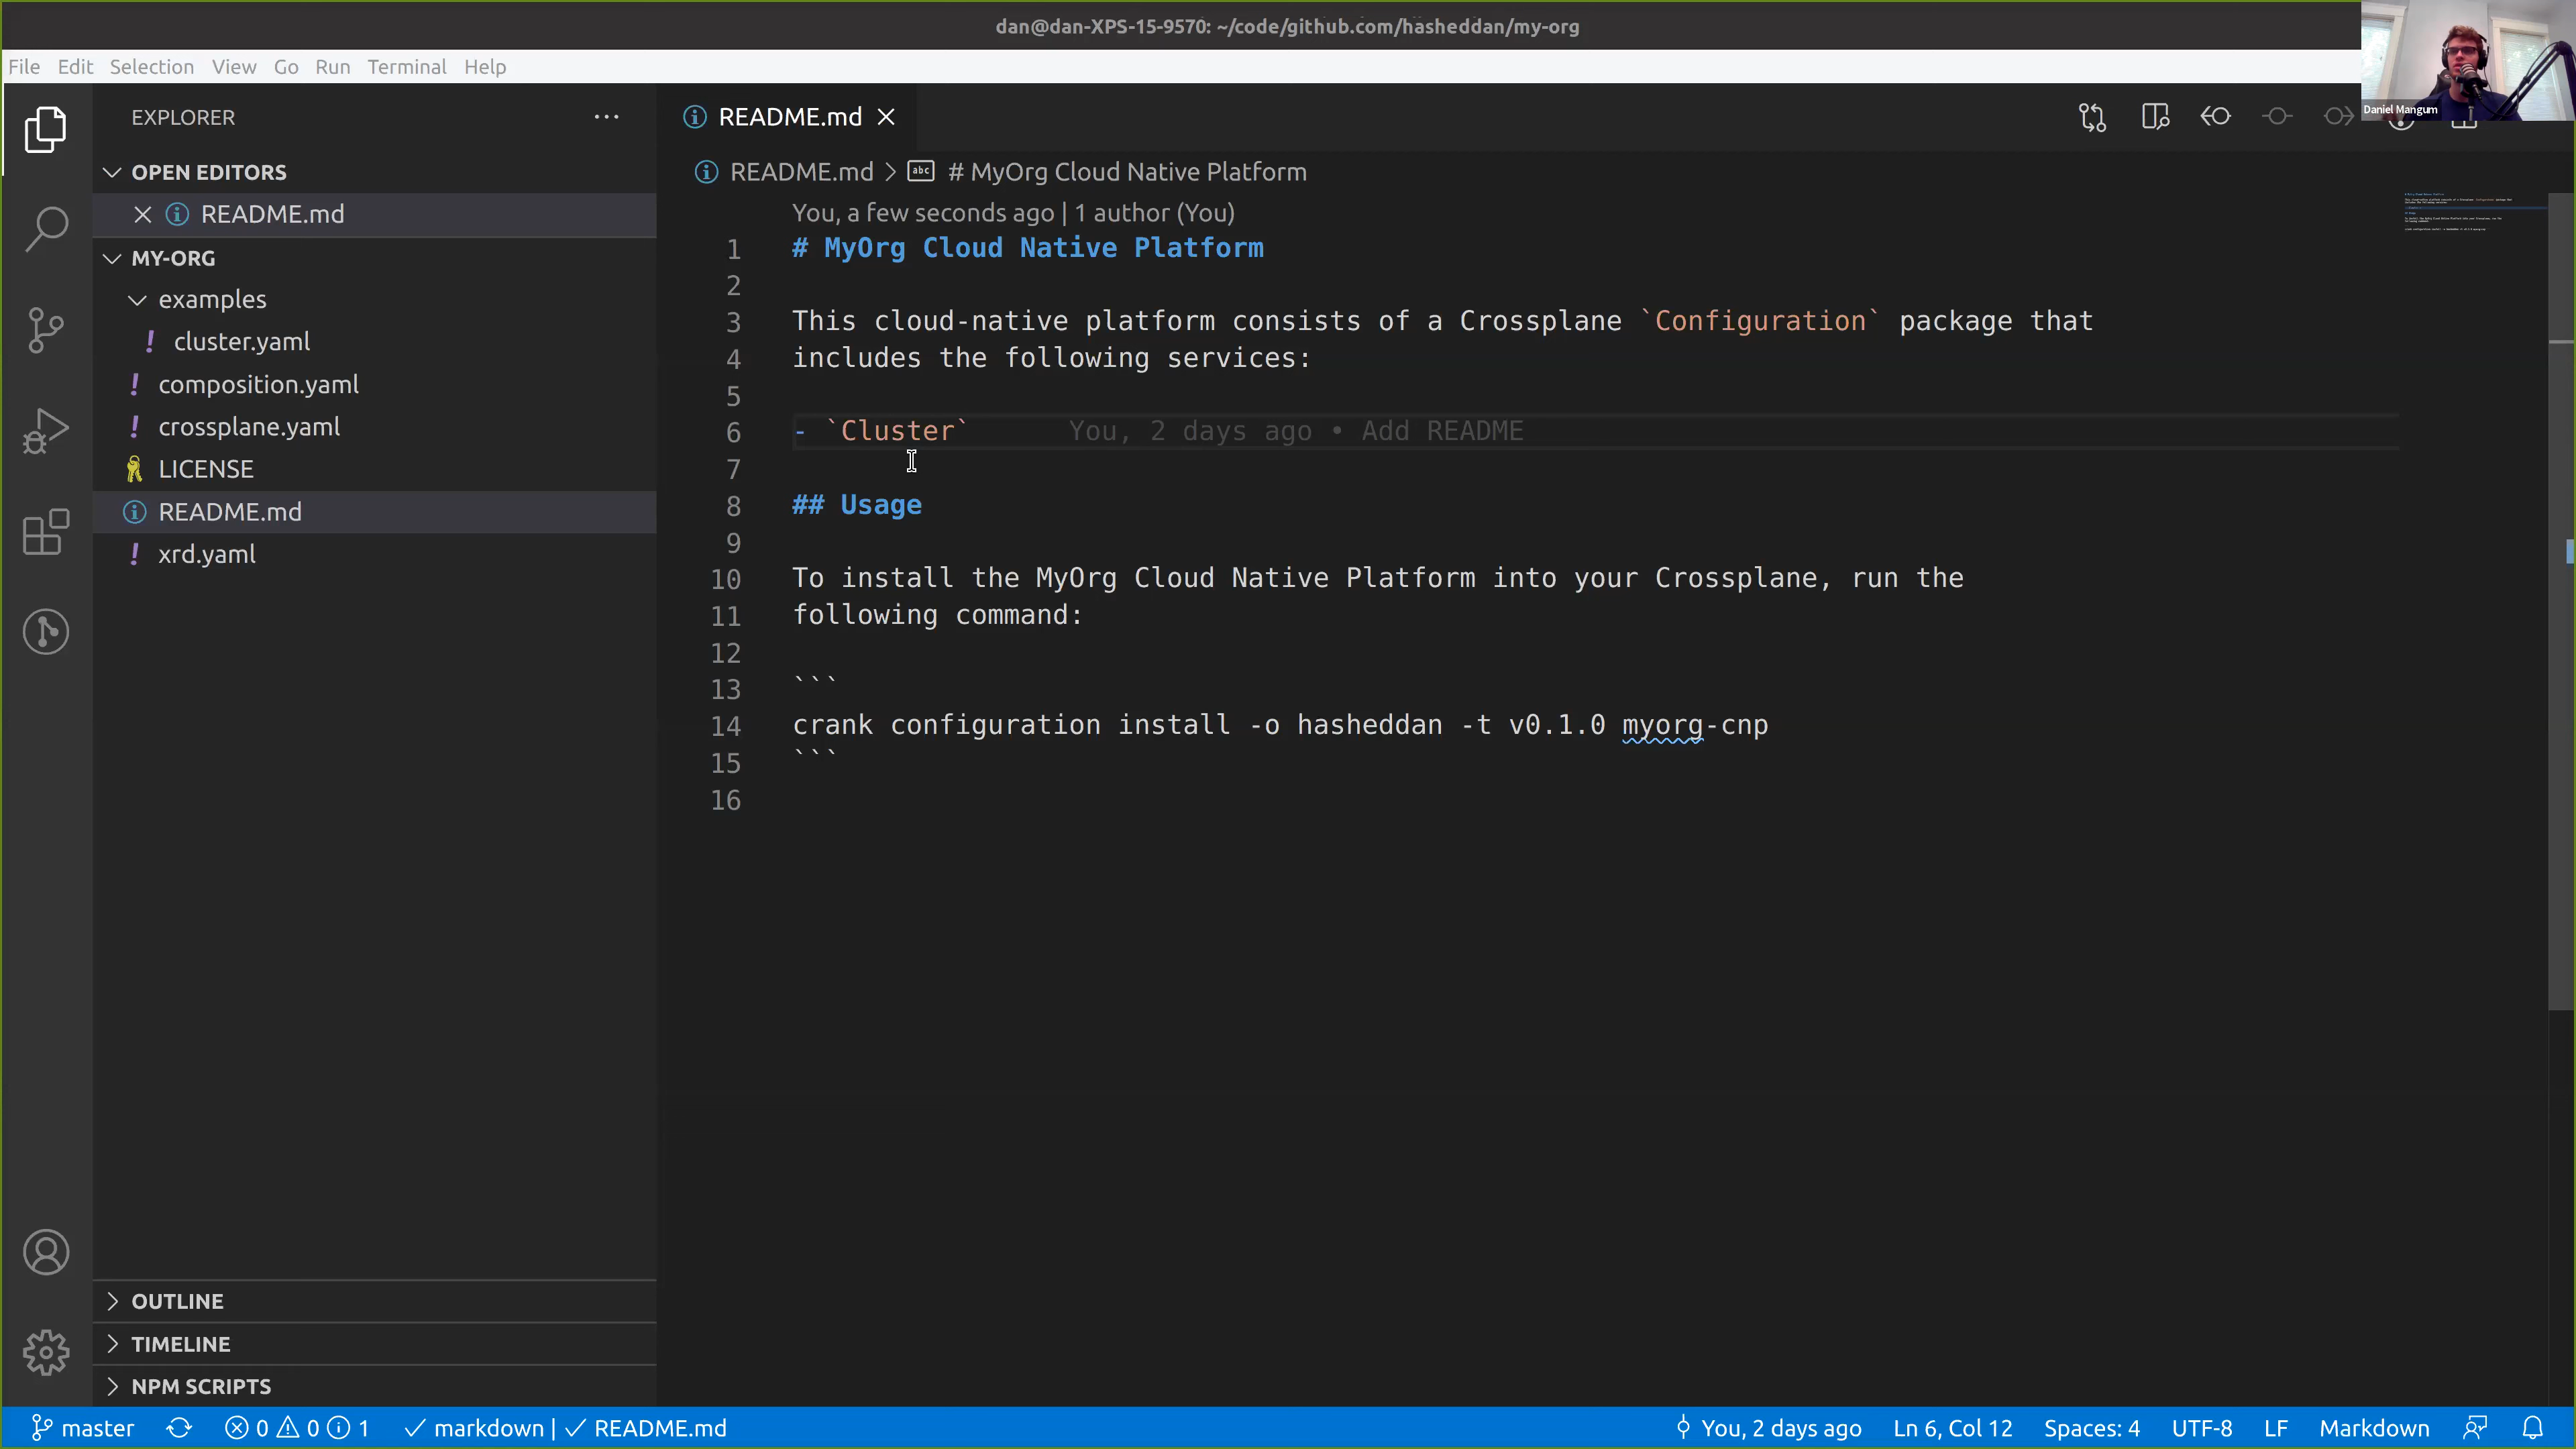 dan@dan-XPS-15-9570: ~/code/github.com/hasheddan/my-org
File Edit Selection View Go Run Terminal Help
Daniel Mangum
EXPLORER
OPEN EDITORS
README.md
MY-ORG
examples
cluster.yaml
composition.yaml
crossplane.yaml
LICENSE
README.md
xrd.yaml
OUTLINE
TIMELINE
NPM SCRIPTS
README.md
README.md > abc # MyOrg Cloud Native Platform
You, a few seconds ago | 1 author (You)
1 # MyOrg Cloud Native Platform
2
3 This cloud-native platform consists of a Crossplane `Configuration` package that
4 includes the following services:
5
6 - `Cluster` You, 2 days ago • Add README
7
8 ## Usage
9
10 To install the MyOrg Cloud Native Platform into your Crossplane, run the
11 following command:
12
13 ```
14 crank configuration install -o hasheddan -t v0.1.0 myorg-cnp
15 ```
16
master 0 0 1 markdown | README.md You, 2 days ago Ln 6, Col 12 Spaces: 4 UTF-8 LF Markdown